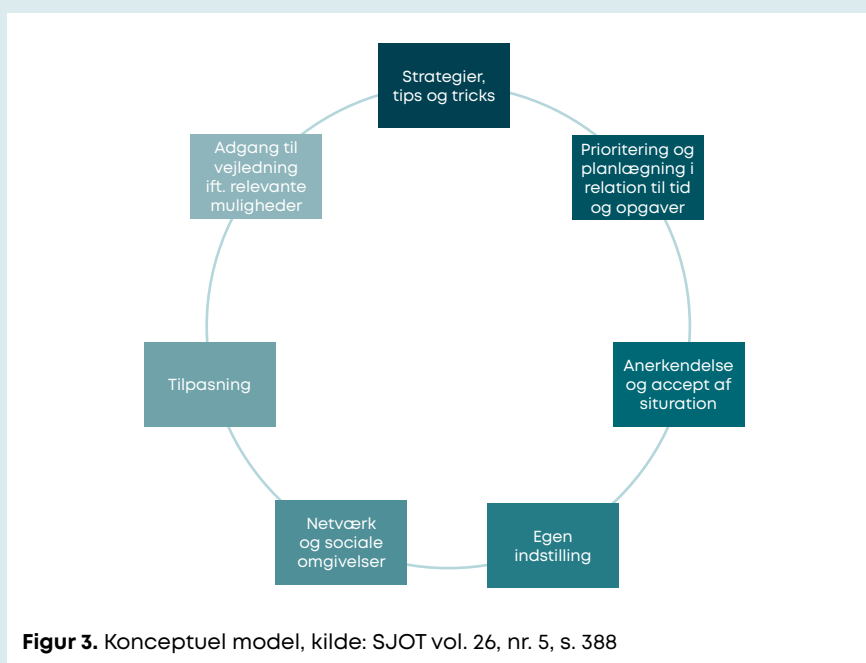 Strategier,
tips og tricks
Prioritering og
planlægning i
relation til tid
og opgaver
Anerkendelse
og accept af
situration
Egen
indstilling
Netværk
og sociale
omgivelser
Tilpasning
Adgang til
vejledning
ift. relevante
muligheder
Figur 3. Konceptuel model, kilde: SJOT vol. 26, nr. 5, s. 388